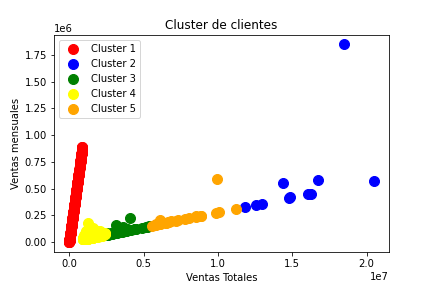 Cluster de clientes
1e6
Cluster 1
Cluster 2
Cluster 3
Cluster 4
Cluster 5
1.75
1.50
1.25
1.00
0.75
0.50
0.25
0.00
Ventas mensuales
0.0
0.5
1.0
1.5
2.0
1e7
Ventas Totales